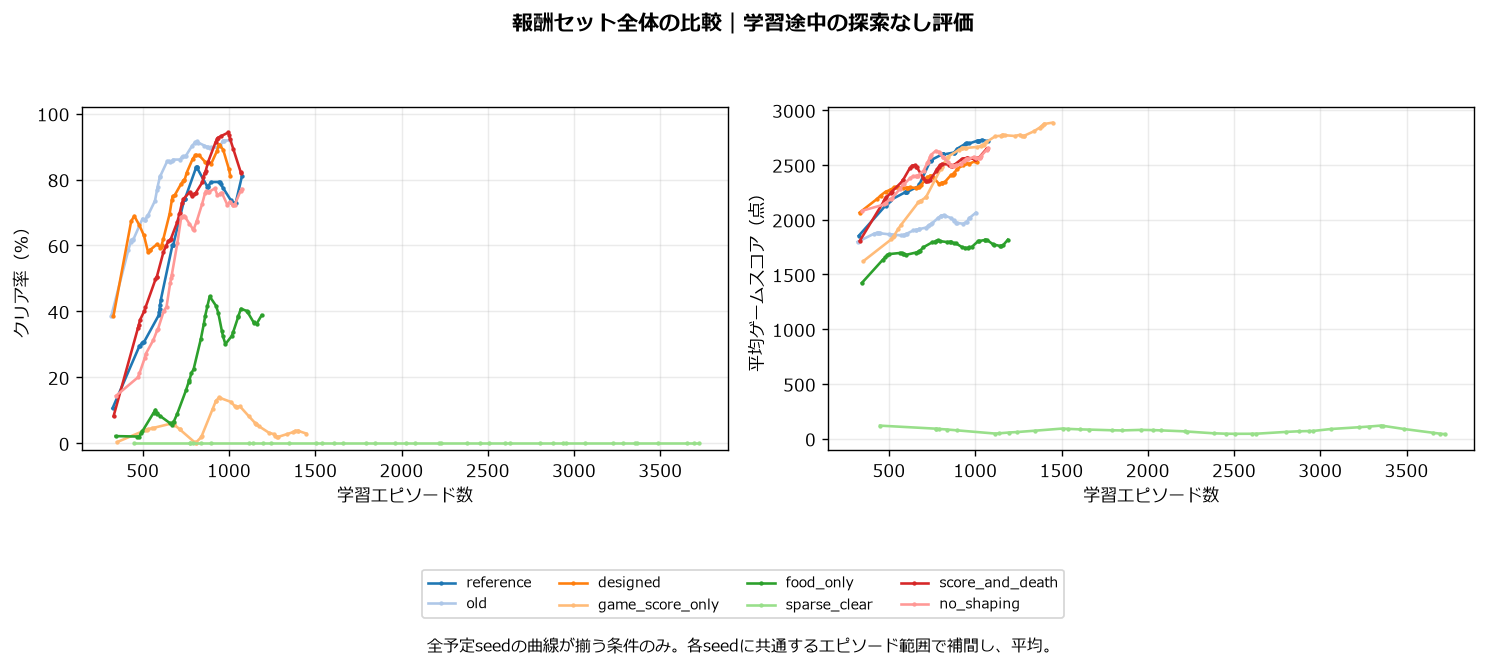 報酬セット全体の比較｜学習途中の探索なし評価
クリア率（%）
100
80
60
40
20
0
500 1000 1500 2000 2500 3000 3500
学習エピソード数
平均ゲームスコア（点）
3000
2500
2000
1500
1000
500
0
500 1000 1500 2000 2500 3000 3500
学習エピソード数
reference designed food_only score_and_death
old game_score_only sparse_clear no_shaping
全予定seedの曲線が揃う条件のみ。各seedに共通するエピソード範囲で補間し、平均。